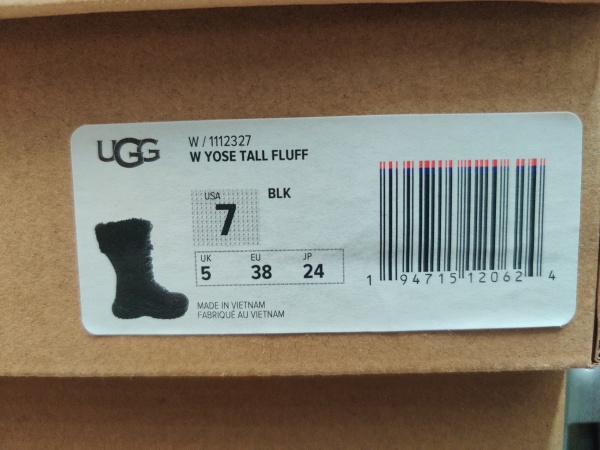 UGG
W / 1112327
W YOSE TALL FLUFF
USA
7
BLK
UK EU JP
5 38 24
MADE IN VIETNAM
FABRIQUÉ AU VIETNAM
1 94715 12062 4